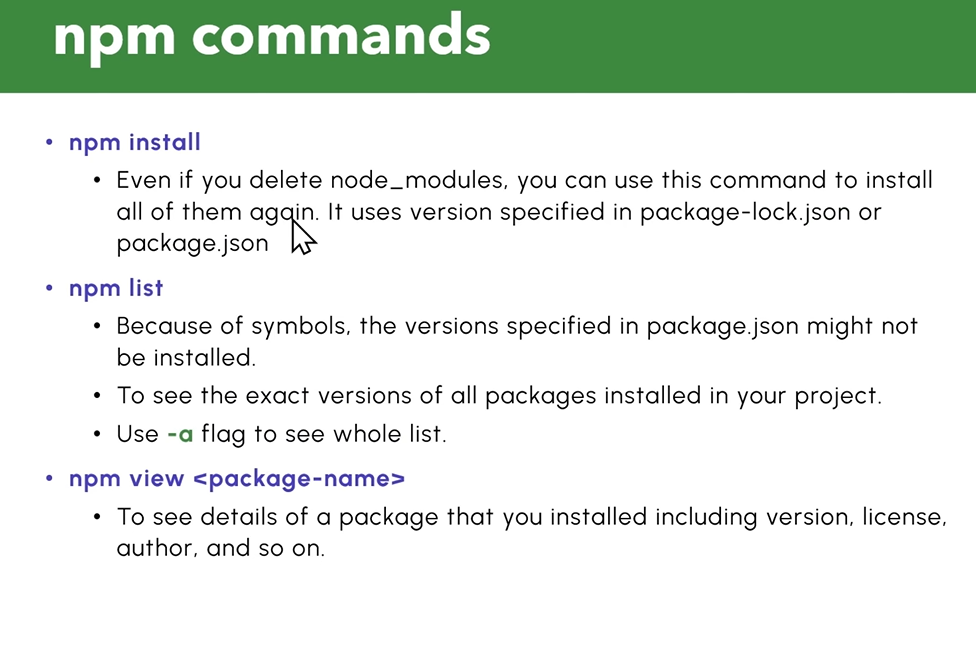 npm commands
• npm install
• Even if you delete node_modules, you can use this command to install
all of them again. It uses version specified in package-lock.json or
package.json
• npm list
• Because of symbols, the versions specified in package.json might not
be installed.
• To see the exact versions of all packages installed in your project.
• Use -a flag to see whole list.
• npm view <package-name>
• To see details of a package that you installed including version, license,
author, and so on.